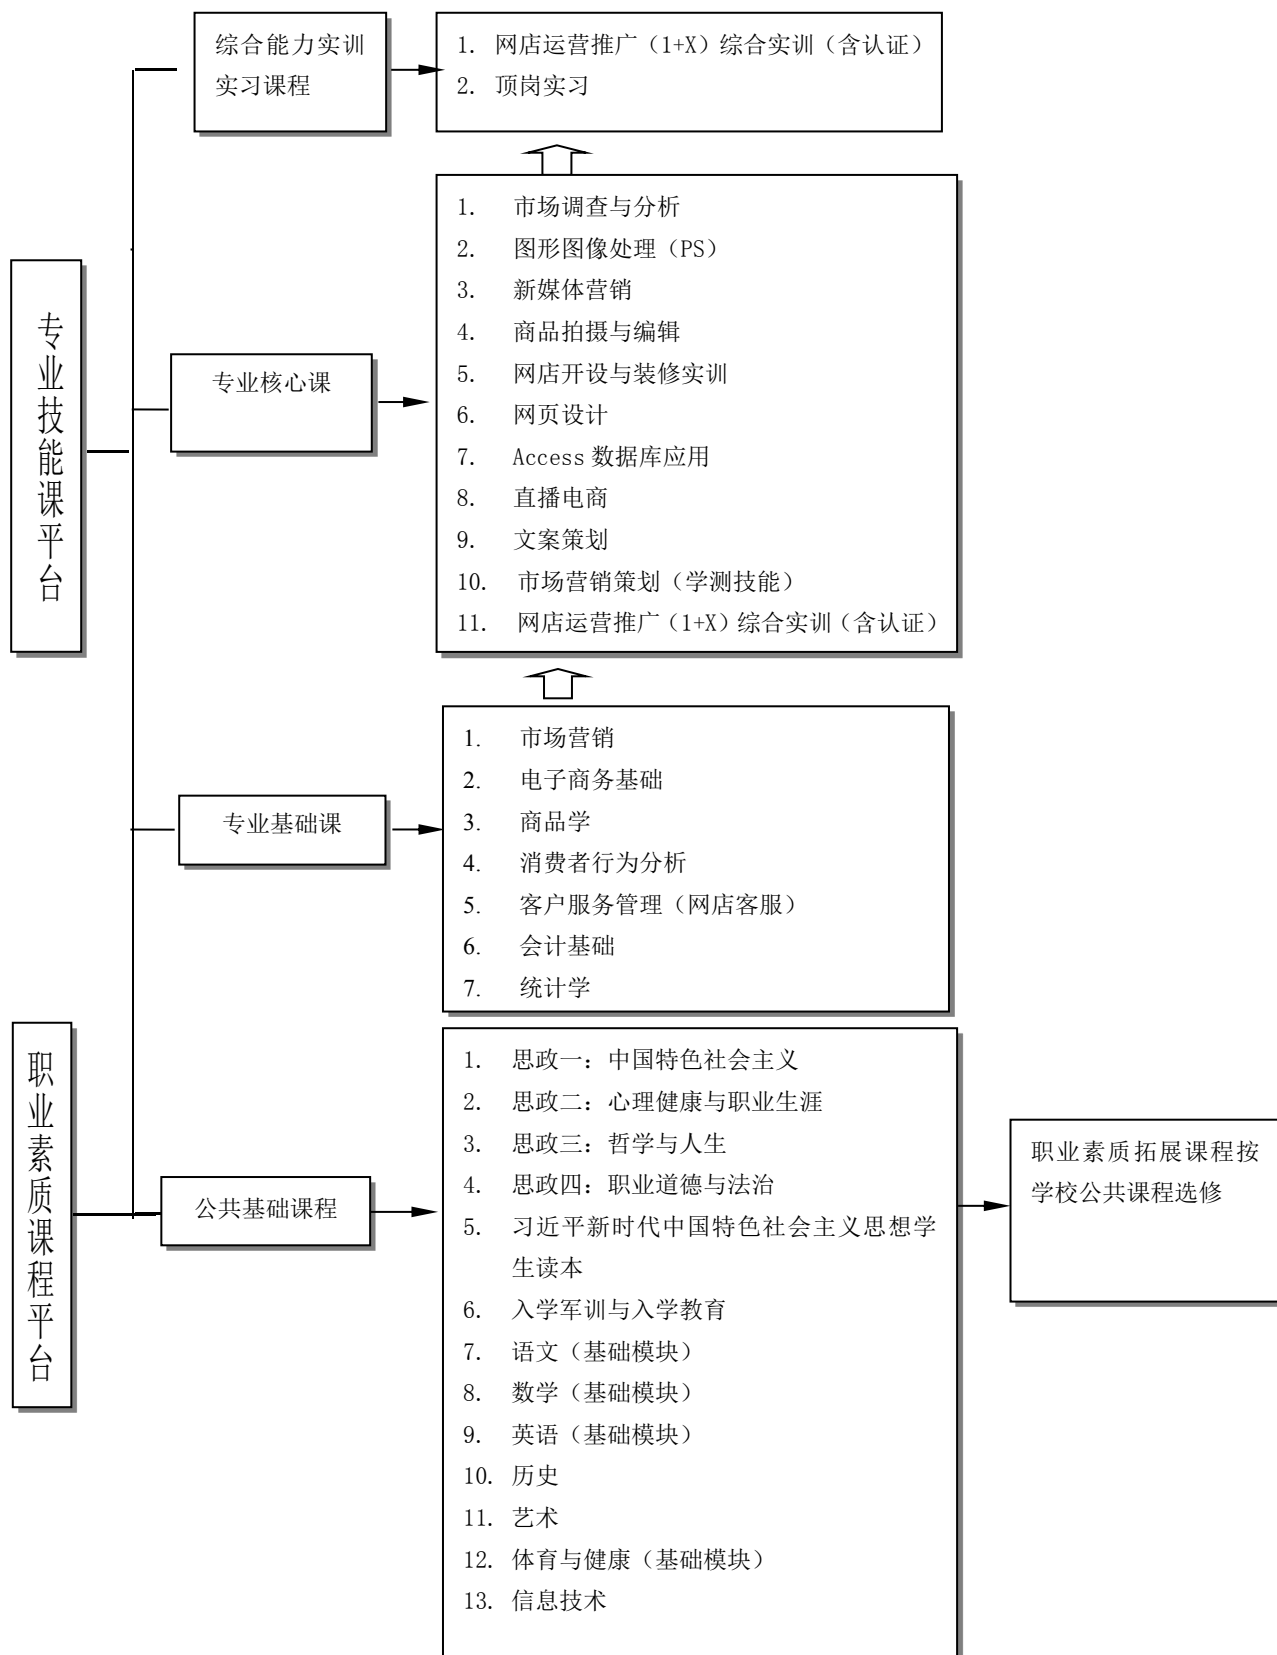 综合能力实训
实习课程
1. 网店运营推广（1+X）综合实训（含认证）
2. 顶岗实习
专业技能课平台
专业核心课
1. 市场调查与分析
2. 图形图像处理（PS）
3. 新媒体营销
4. 商品拍摄与编辑
5. 网店开设与装修实训
6. 网页设计
7. Access 数据库应用
8. 直播电商
9. 文案策划
10. 市场营销策划（学测技能）
11. 网店运营推广（1+X）综合实训（含认证）
专业基础课
1. 市场营销
2. 电子商务基础
3. 商品学
4. 消费者行为分析
5. 客户服务管理（网店客服）
6. 会计基础
7. 统计学
职业素质课程平台
公共基础课程
1. 思政一：中国特色社会主义
2. 思政二：心理健康与职业生涯
3. 思政三：哲学与人生
4. 思政四：职业道德与法治
5. 习近平新时代中国特色社会主义思想学
生读本
6. 入学军训与入学教育
7. 语文（基础模块）
8. 数学（基础模块）
9. 英语（基础模块）
10. 历史
11. 艺术
12. 体育与健康（基础模块）
13. 信息技术
职业素质拓展课程按
学校公共课程选修